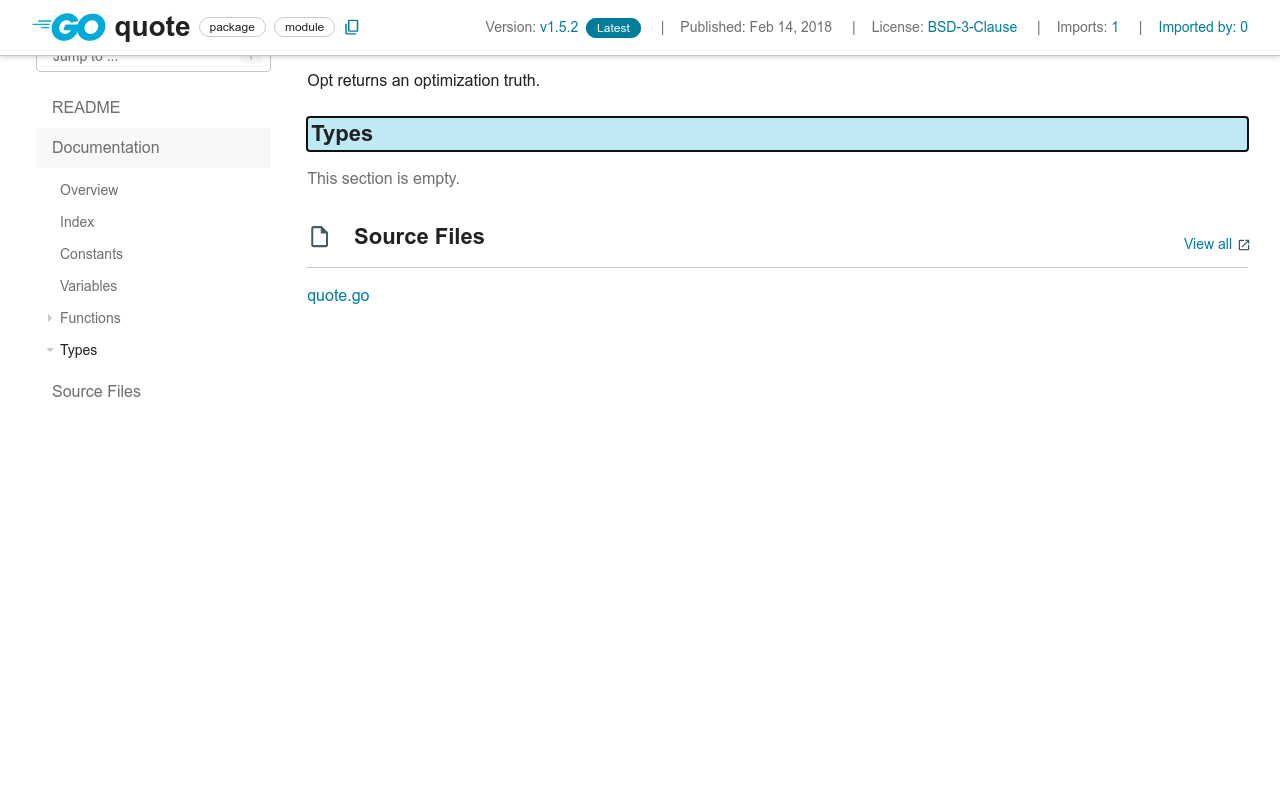 GO quote package module Version: v1.5.2 Latest | Published: Feb 14, 2018 | License: BSD-3-Clause | Imports: 1 | Imported by: 0
Jump to ...
README
Documentation
Overview
Index
Constants
Variables
Functions
Types
Source Files
Opt returns an optimization truth.
Types
This section is empty.
Source Files
View all
quote.go